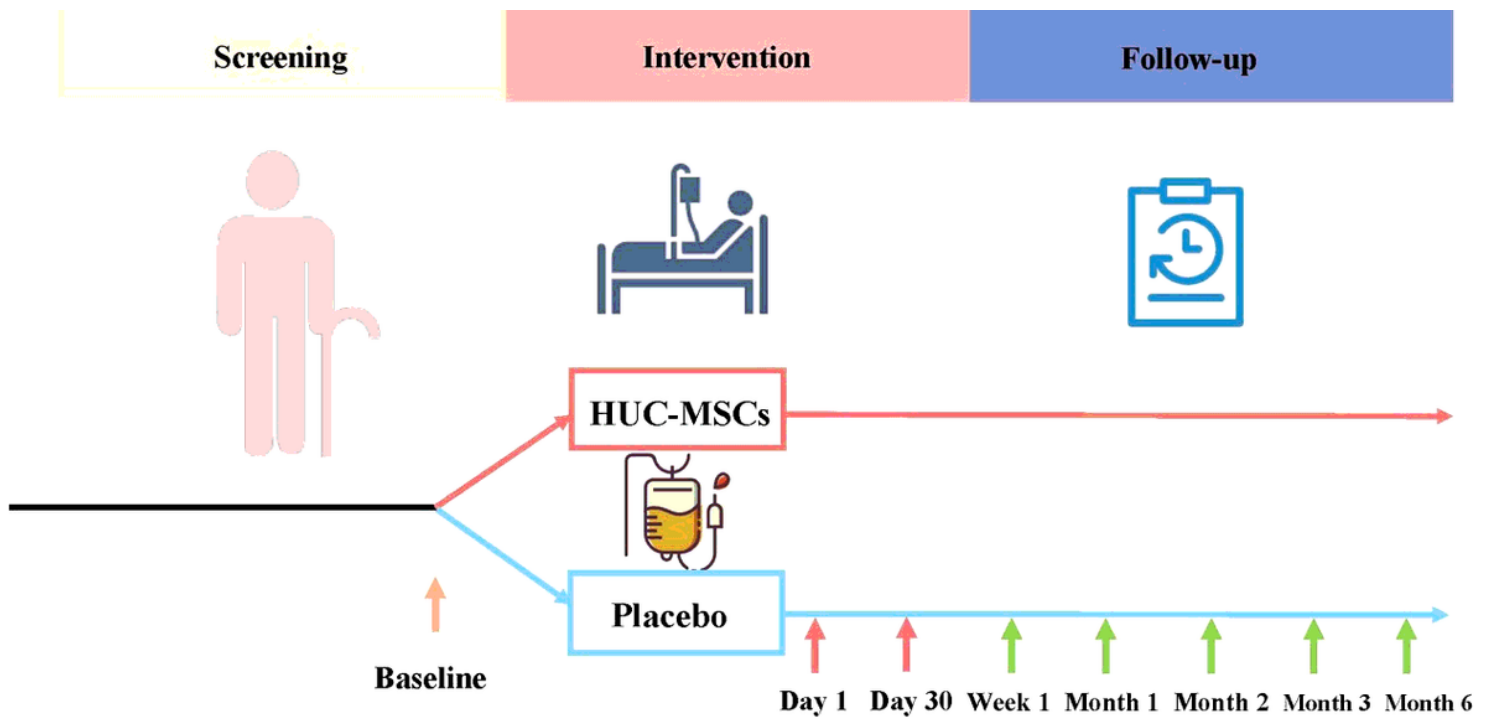 Screening
Intervention
Follow-up
HUC-MSCs
Placebo
Baseline
Day 1
Day 30
Week 1
Month 1
Month 2
Month 3
Month 6